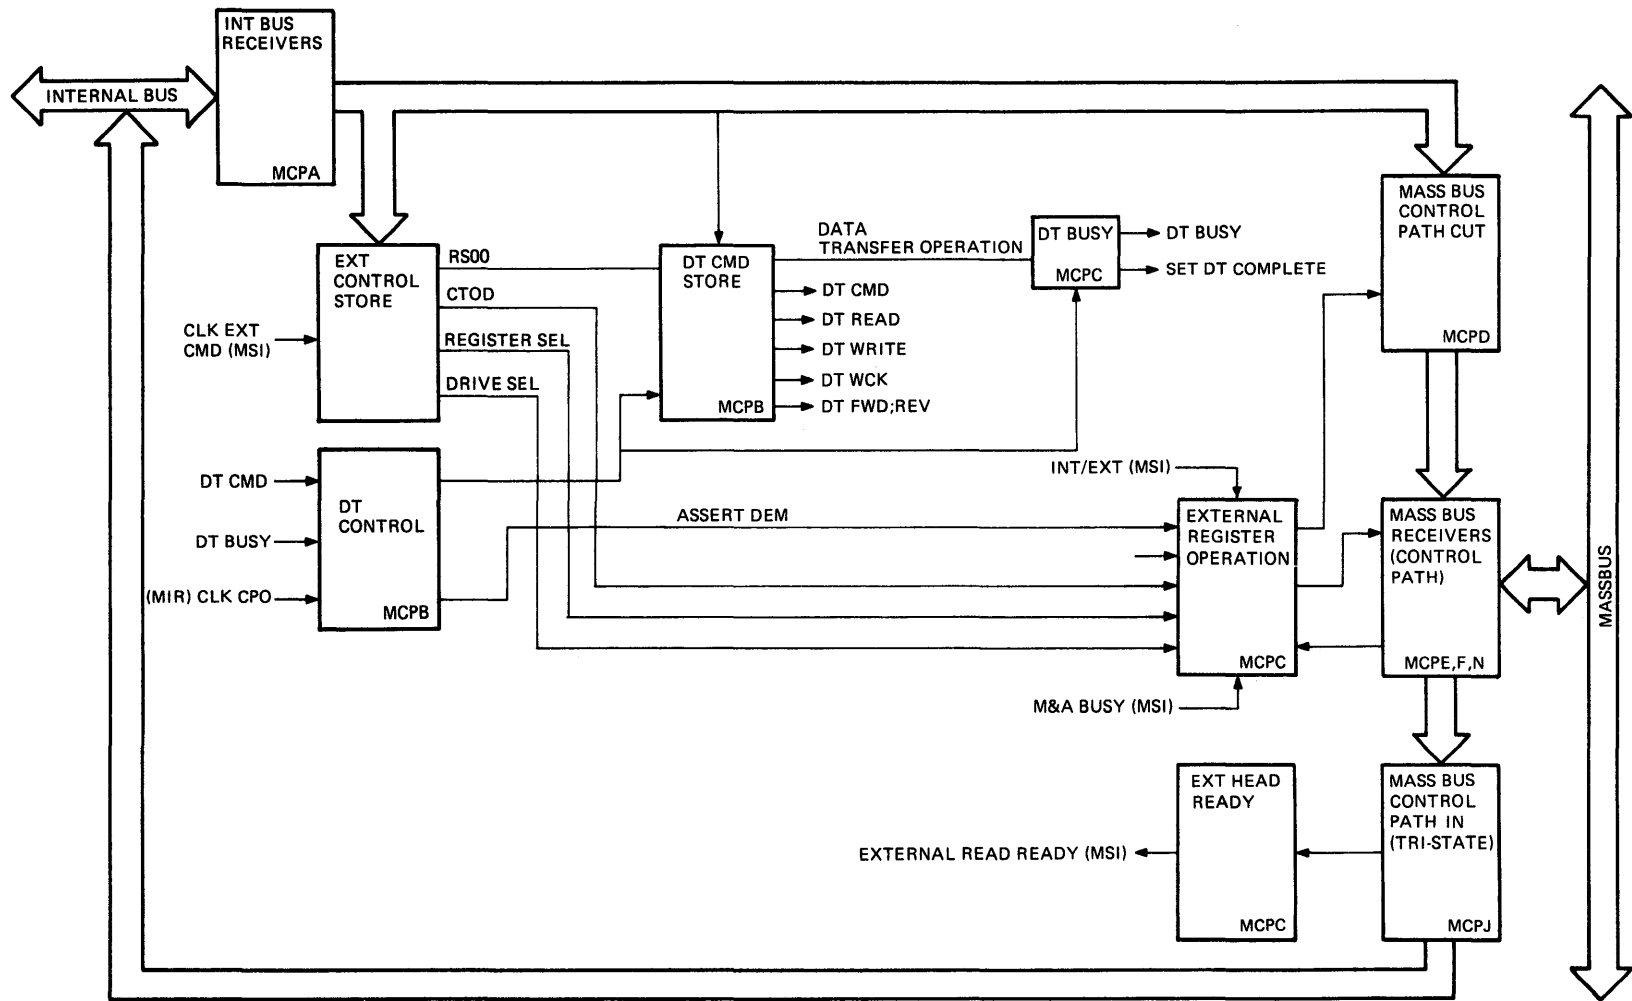 INT BUS
RECEIVERS
MCPA
INTERNAL BUS
EXT
CONTROL
STORE
CLK EXT
CMD (MSI)
RS00
CTOD
REGISTER SEL
DRIVE SEL
DT CMD
STORE
MCPB
DATA
TRANSFER OPERATION
DT BUSY
MCPC
DT BUSY
SET DT COMPLETE
DT CMD
DT READ
DT WRITE
DT WCK
DT FWD;REV
MASS BUS
CONTROL
PATH CUT
MCPD
DT CMD
DT BUSY
(MIR) CLK CPO
DT
CONTROL
MCPB
ASSERT DEM
INT/EXT (MSI)
EXTERNAL
REGISTER
OPERATION
MCPC
M&A BUSY (MSI)
MASS BUS
RECEIVERS
(CONTROL
PATH)
MCPE,F,N
MASSBUS
EXT HEAD
READY
MCPC
EXTERNAL READ READY (MSI)
MASS BUS
CONTROL
PATH IN
(TRI-STATE)
MCPJ